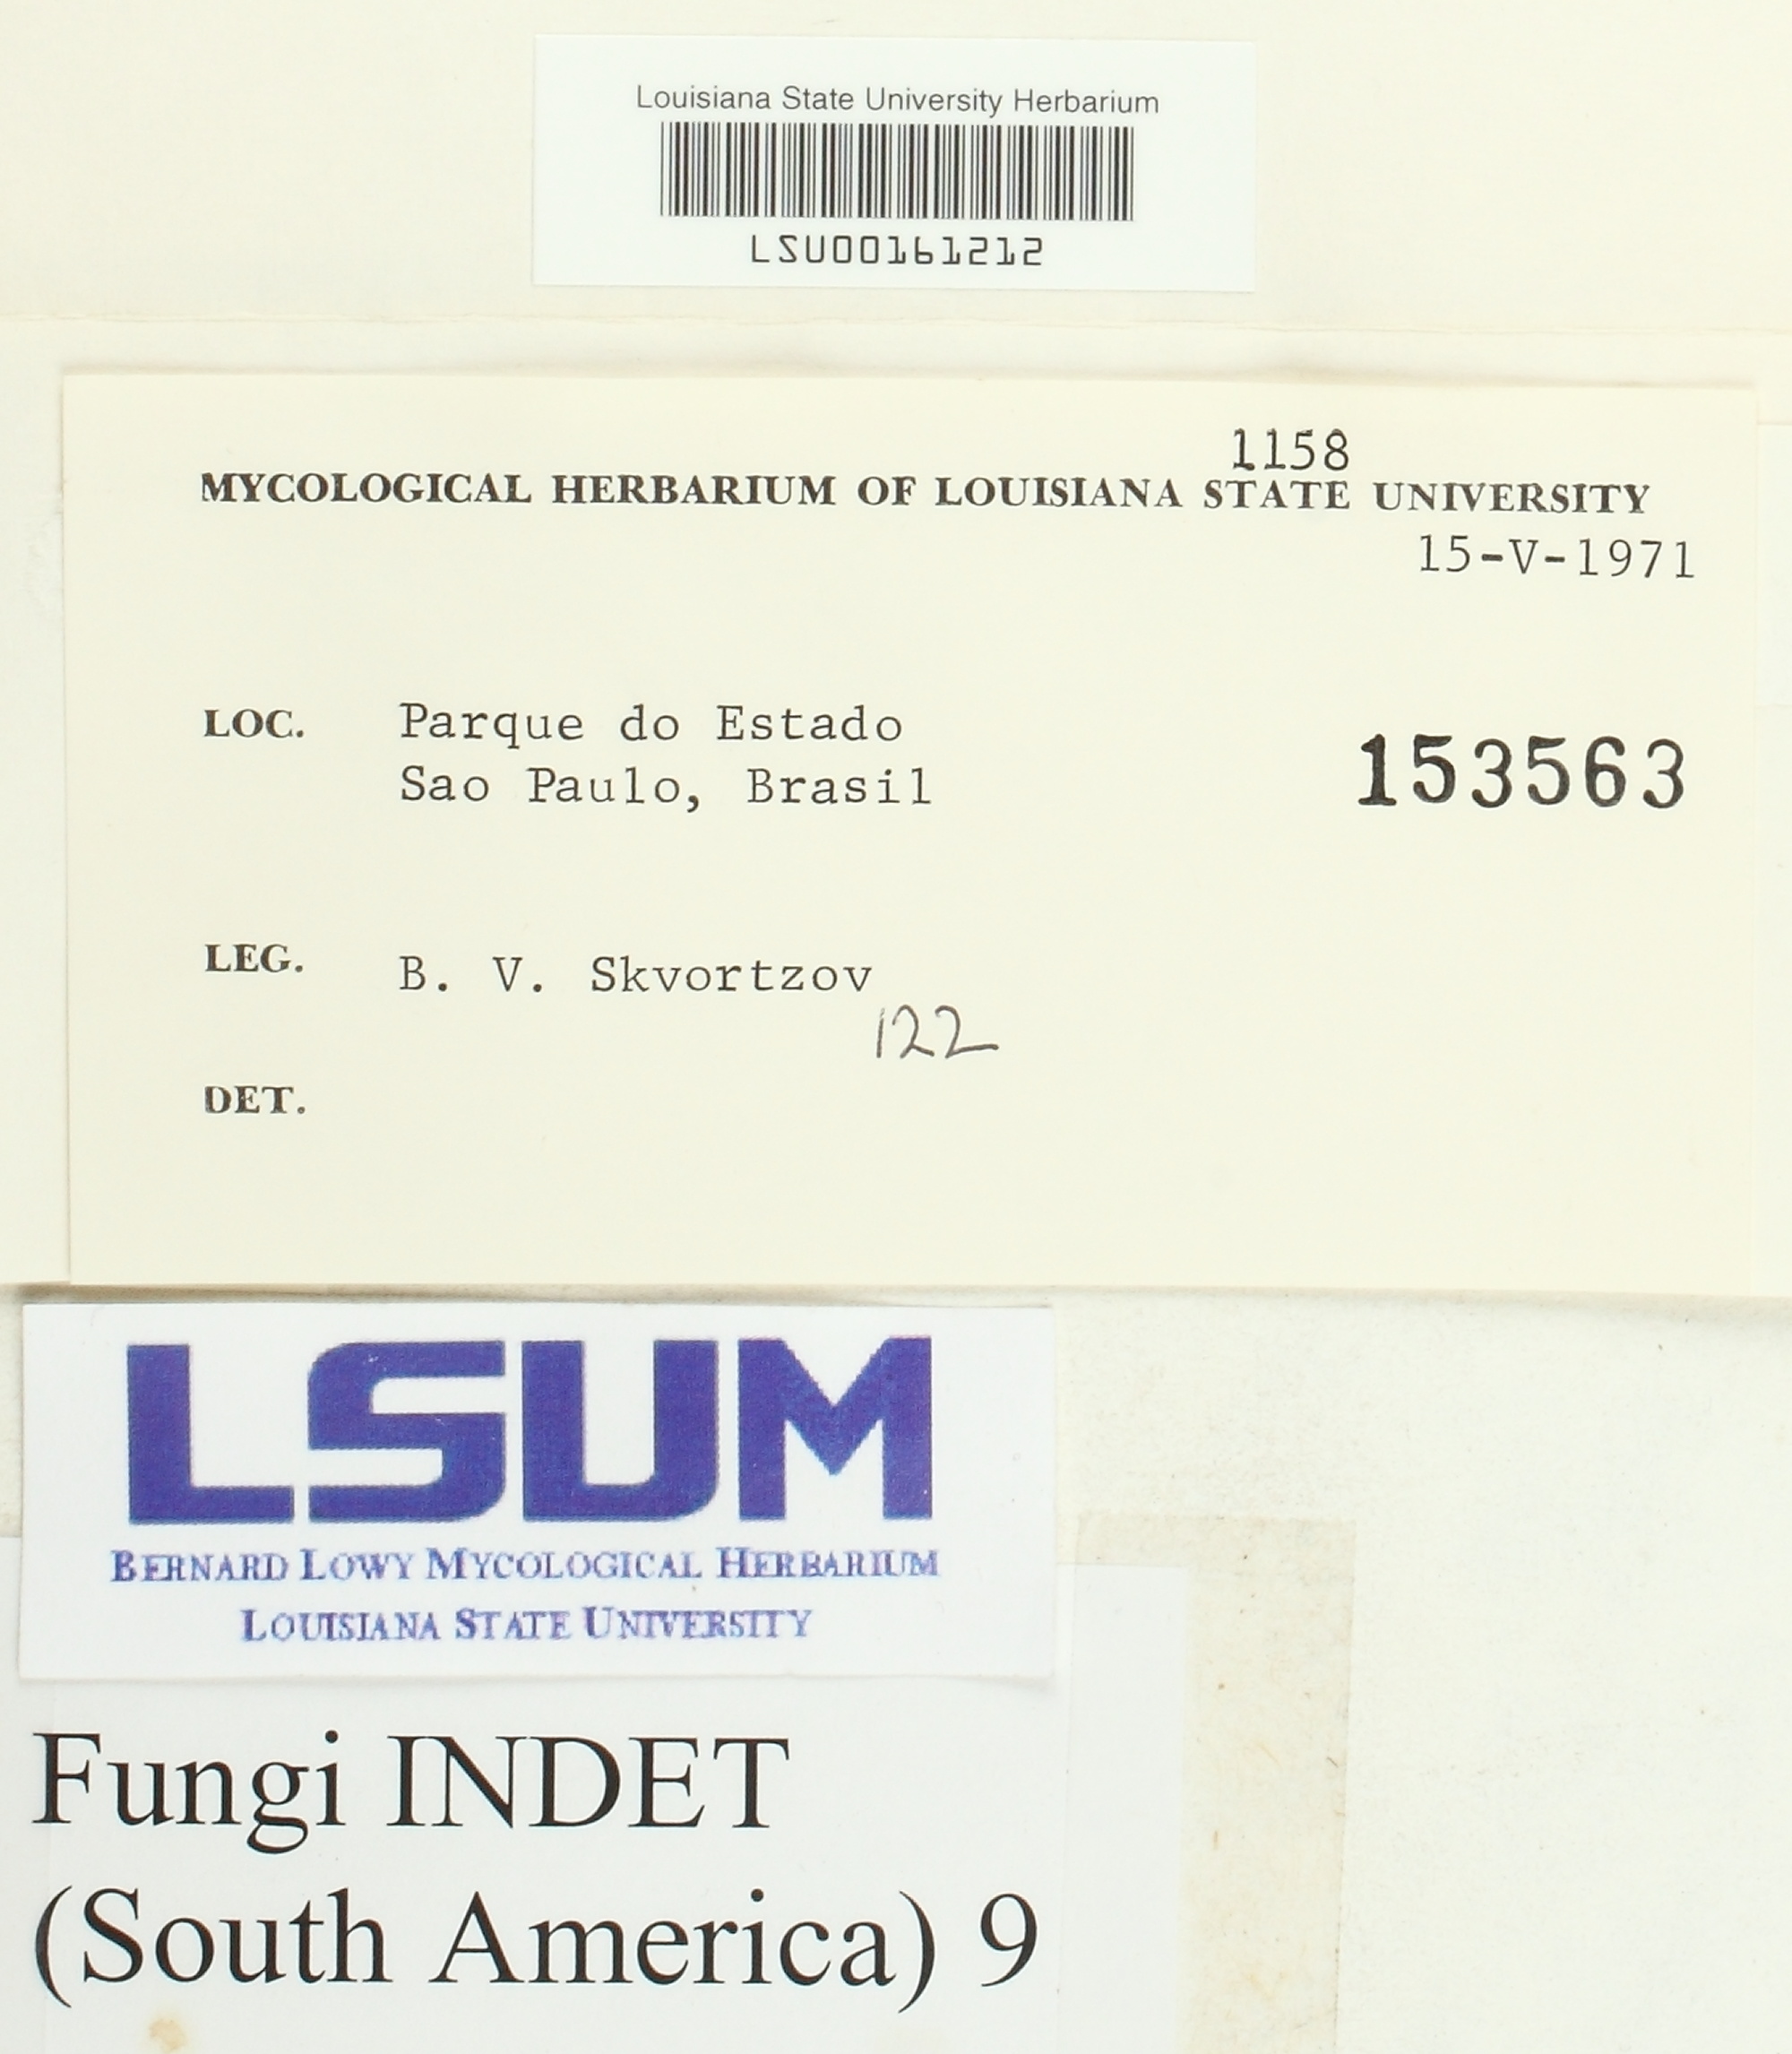 Louisiana State University Herbarium
LSU00161212
1158
MYCOLOGICAL HERBARIUM OF LOUISIANA STATE UNIVERSITY
15-V-1971
LOC. Parque do Estado
Sao Paulo, Brasil
153563
LEG. B. V. Skvortzov
122
DET.
LSUM
BERNARD LOWY MYCOLOGICAL HERBARIUM
LOUISIANA STATE UNIVERSITY
Fungi INDET
(South America) 9